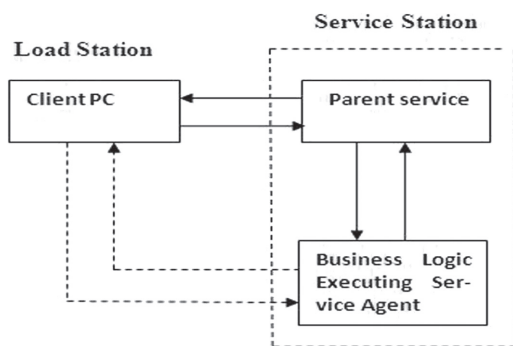 Service Station
Load Station
Client PC
Parent service
Business Logic
Executing Ser-
vice Agent